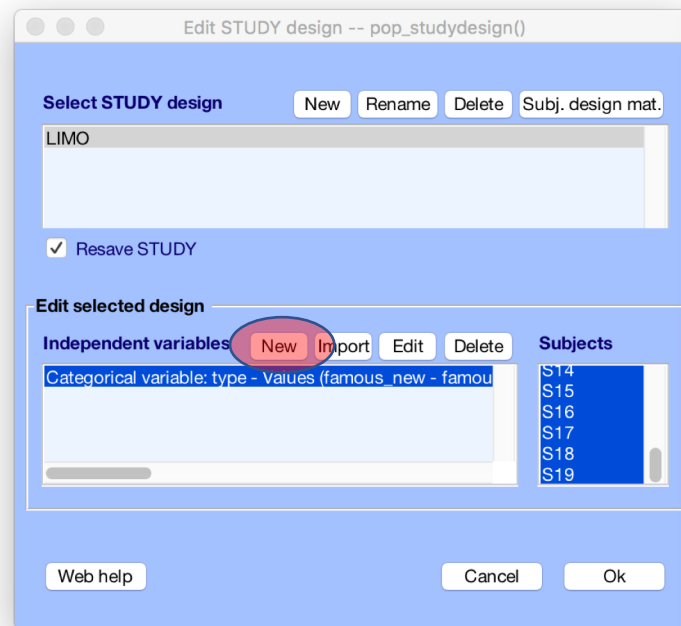 Edit STUDY design -- pop_studydesign()
Select STUDY design New Rename Delete Subj. design mat.
LIMO
✓ Resave STUDY
Edit selected design
Independent variables New Import Edit Delete Subjects
Categorical variable: type - Values (famous_new - famou
S14
S15
S16
S17
S18
S19
Web help Cancel Ok